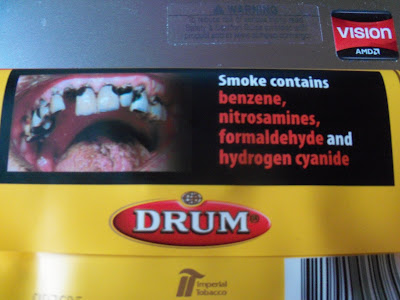 WARNING
VISION
AMD
Smoke contains
benzene,
nitrosamines,
formaldehyde and
hydrogen cyanide
DRUM®
Imperial
Tobacco